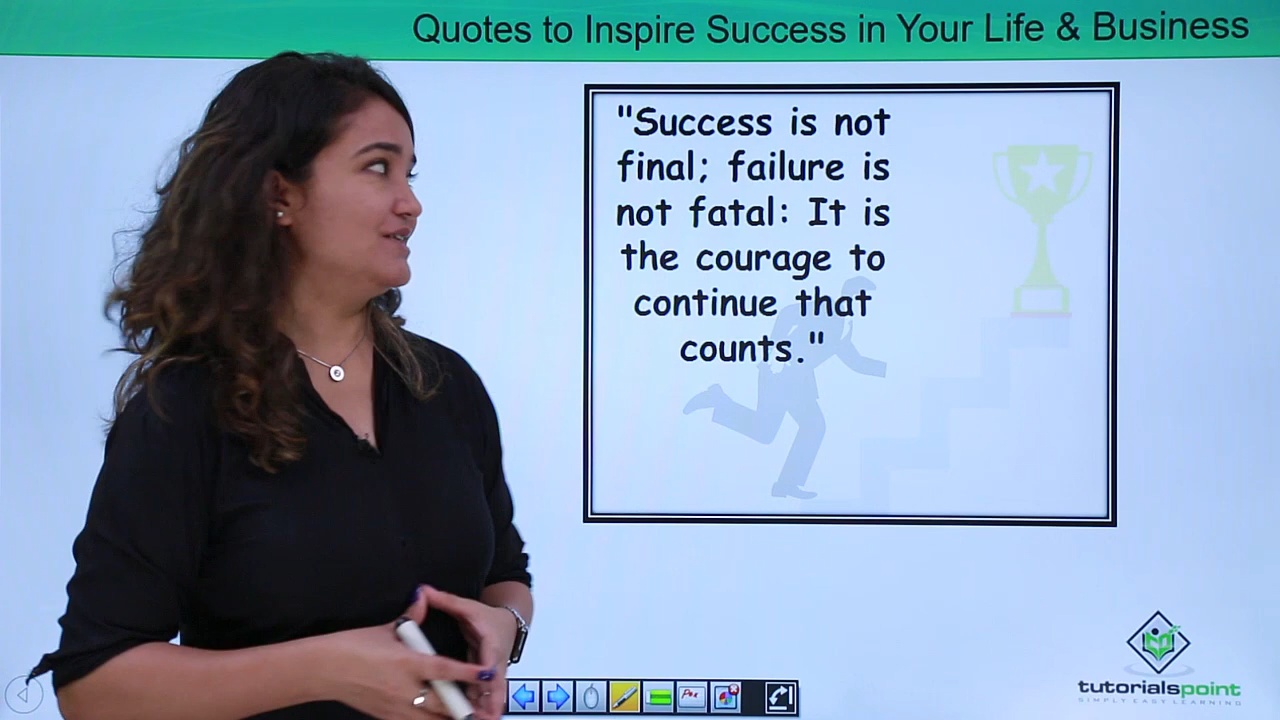 Quotes to Inspire Success in Your Life & Business
"Success is not
final; failure is
not fatal: It is
the courage to
continue that
counts."
tutorialspoint
SIMPLY EASY LEARNING